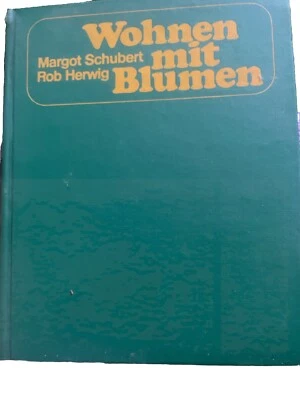 Wohnen
Margot Schubert
mit
Rob Herwig
Blumen